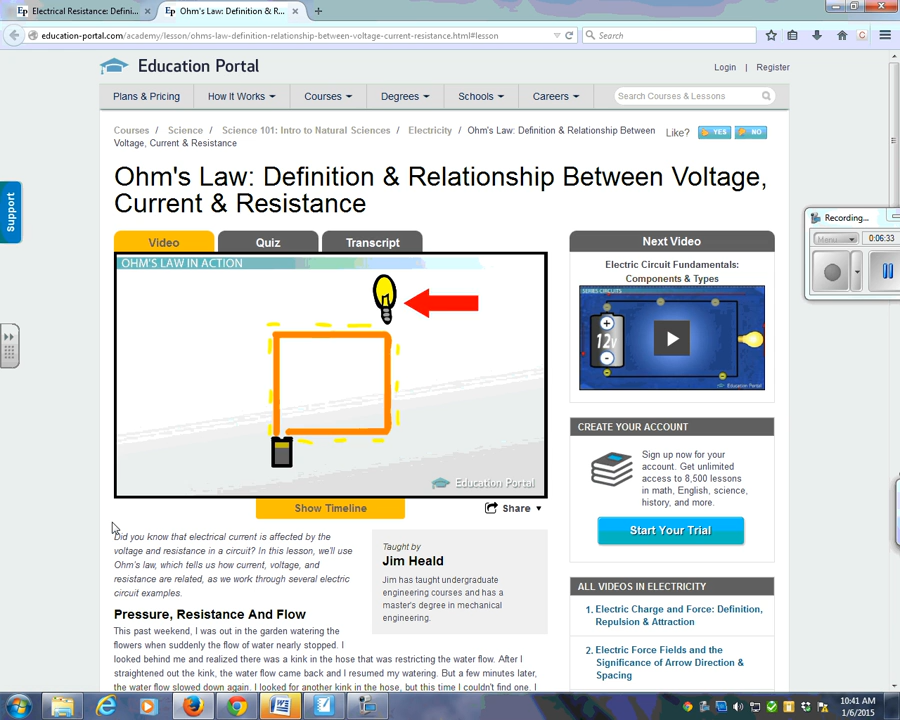 Electrical Resistance: Defini...
Ohm's Law: Definition & R...
education-portal.com/academy/lesson/ohms-law-definition-relationship-between-voltage-current-resistance.html#lesson
Search
Education Portal
Login | Register
Plans & Pricing
How It Works
Courses
Degrees
Schools
Careers
Search Courses & Lessons
Courses / Science / Science 101: Intro to Natural Sciences / Electricity / Ohm's Law: Definition & Relationship Between
Voltage, Current & Resistance
Like?
YES
NO
Ohm's Law: Definition & Relationship Between Voltage,
Current & Resistance
Support
Recording...
Menu
0:06:33
Video
Quiz
Transcript
OHM'S LAW IN ACTION
Education Portal
Show Timeline
Share
Next Video
Electric Circuit Fundamentals:
Components & Types
SERIES CIRCUITS
12v
Education Portal
CREATE YOUR ACCOUNT
Sign up now for your
account. Get unlimited
access to 8,500 lessons
in math, English, science,
history, and more.
Start Your Trial
Did you know that electrical current is affected by the
voltage and resistance in a circuit? In this lesson, we'll use
Ohm's law, which tells us how current, voltage, and
resistance are related, as we work through several electric
circuit examples.
Taught by
Jim Heald
Jim has taught undergraduate
engineering courses and has a
master's degree in mechanical
engineering.
Pressure, Resistance And Flow
This past weekend, I was out in the garden watering the
flowers when suddenly the flow of water nearly stopped. I
looked behind me and realized there was a kink in the hose that was restricting the water flow. After I
straightened out the kink, the water flow came back and I resumed my watering. But a few minutes later,
the water flow slowed down again. I looked for another kink in the hose, but this time I couldn't find one. I
ALL VIDEOS IN ELECTRICITY
1. Electric Charge and Force: Definition,
Repulsion & Attraction
2. Electric Force Fields and the
Significance of Arrow Direction &
Spacing
10:41 AM
1/6/2015